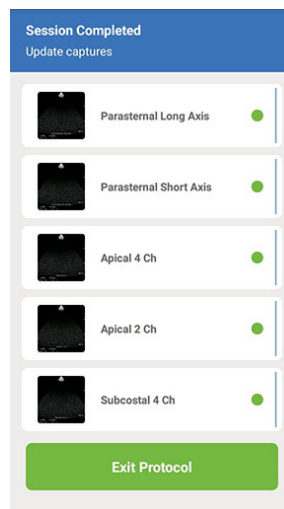 Session Completed
Update captures
Parasternal Long Axis
Parasternal Short Axis
Apical 4 Ch
Apical 2 Ch
Subcostal 4 Ch
Exit Protocol